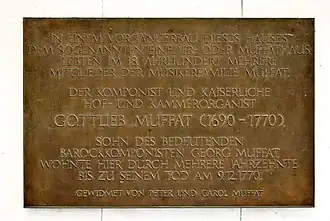 IN EINEM VORGÄNGERBAU DIESES HAUSES
DEM SOGENANNTEN EINEDER- ODER MUFFATHAUS
LEBTEN IM 18. JAHRHUNDERT MEHRERE
MITGLIEDER DER MUSIKERFAMILIE MUFFAT.
DER KOMPONIST UND KAISERLICHE
HOF- UND KAMMERORGANIST
GOTTLIEB MUFFAT (1690-1770),
SOHN DES BEDEUTENDEN
BAROCKKOMPONISTEN GEORG MUFFAT,
WOHNTE HIER DURCH MEHRERE JAHRZEHNTE
BIS ZU SEINEM TOD AM 9.12.1770.
GEWIDMET VON PETER UND CAROL MUFFAT